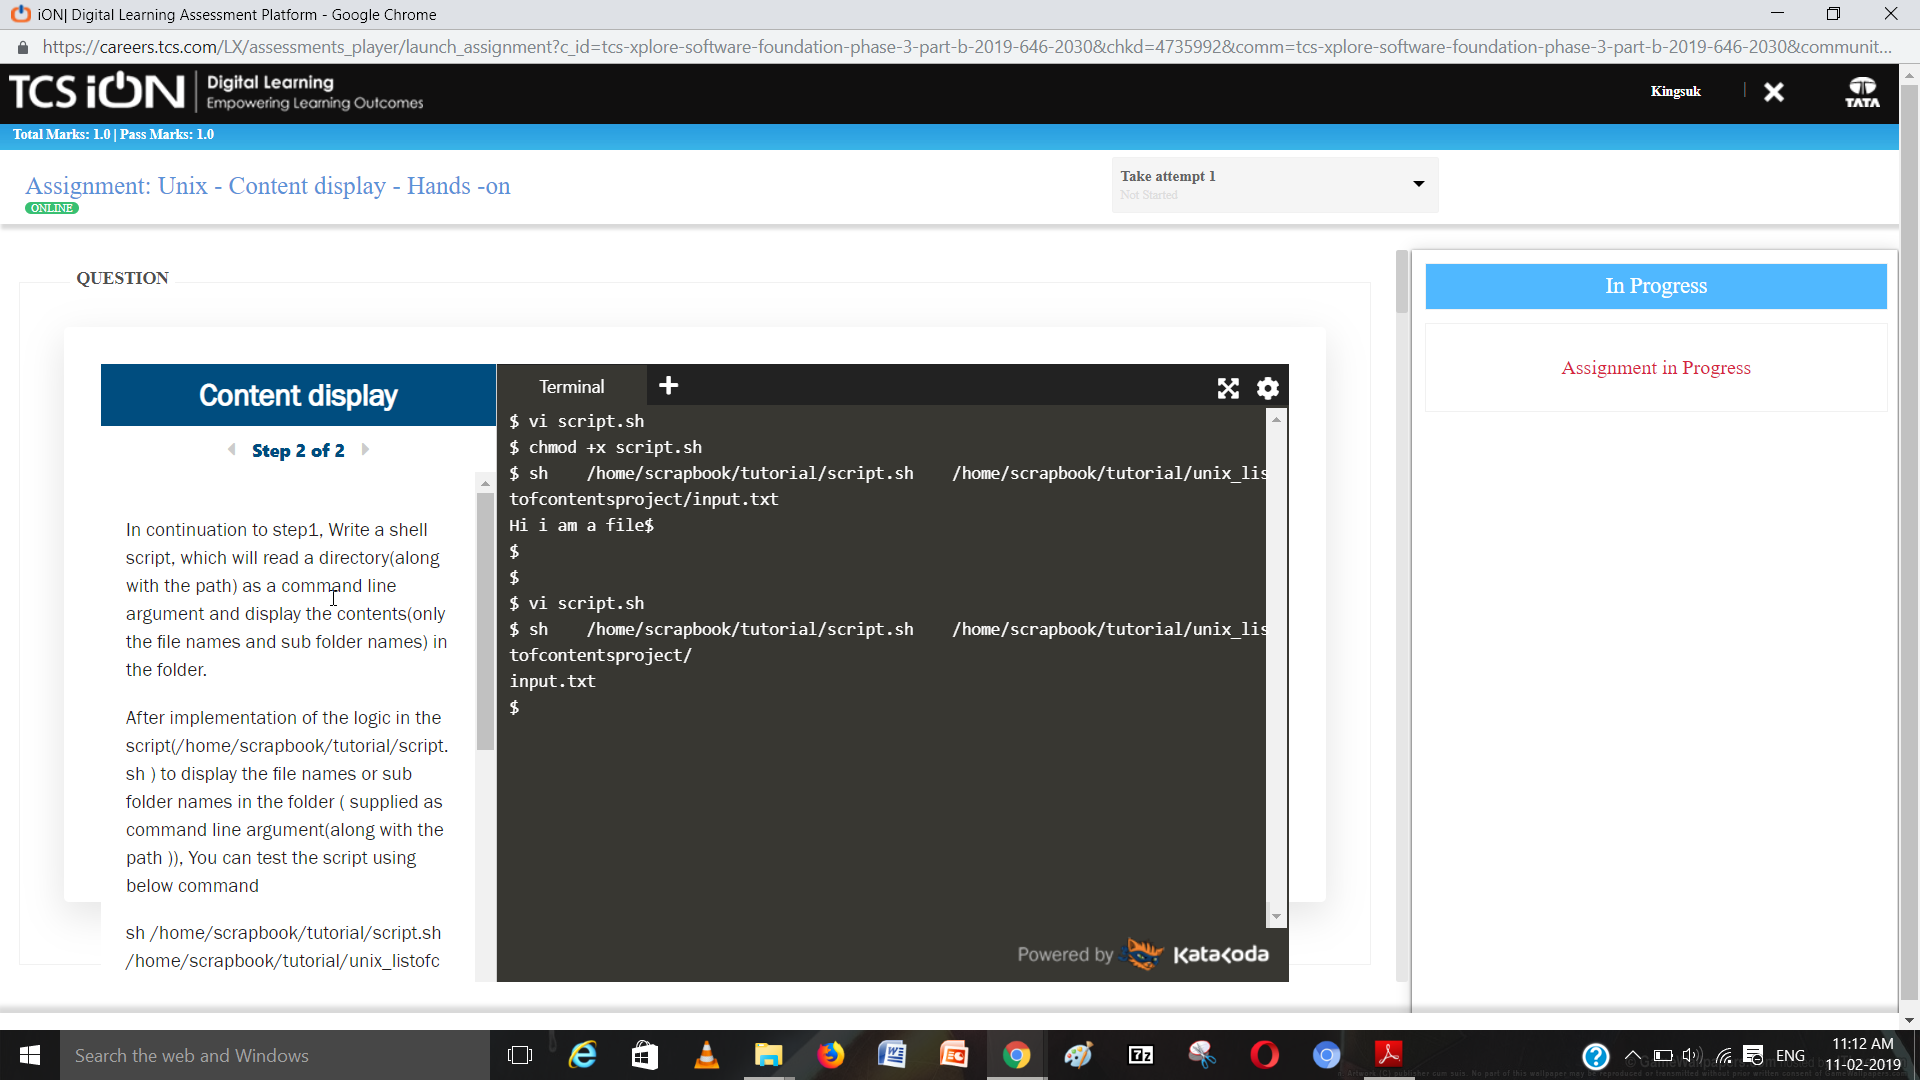 iON| Digital Learning Assessment Platform - Google Chrome
https://careers.tcs.com/LX/assessments_player/launch_assignment?c_id=tcs-xplore-software-foundation-phase-3-part-b-2019-646-2030&chkd=4735992&comm=tcs-xplore-software-foundation-phase-3-part-b-2019-646-2030&communit...
TCS iON
Digital Learning
Empowering Learning Outcomes
Kingsuk
TATA
Total Marks: 1.0 | Pass Marks: 1.0
Assignment: Unix - Content display - Hands -on
ONLINE
Take attempt 1
Not Started
QUESTION
In Progress
Assignment in Progress
Content display
Step 2 of 2
In continuation to step1, Write a shell
script, which will read a directory(along
with the path) as a command line
argument and display the contents(only
the file names and sub folder names) in
the folder.
After implementation of the logic in the
script(/home/scrapbook/tutorial/script.
sh ) to display the file names or sub
folder names in the folder ( supplied as
command line argument(along with the
path )), You can test the script using
below command
sh /home/scrapbook/tutorial/script.sh
/home/scrapbook/tutorial/unix_listofc
Terminal
$ vi script.sh
$ chmod +x script.sh
$ sh    /home/scrapbook/tutorial/script.sh    /home/scrapbook/tutorial/unix_lis
tofcontentsproject/input.txt
Hi i am a file$
$
$
$ vi script.sh
$ sh    /home/scrapbook/tutorial/script.sh    /home/scrapbook/tutorial/unix_lis
tofcontentsproject/
input.txt
$
Powered by Katacoda
Search the web and Windows
ENG
11:12 AM
11-02-2019